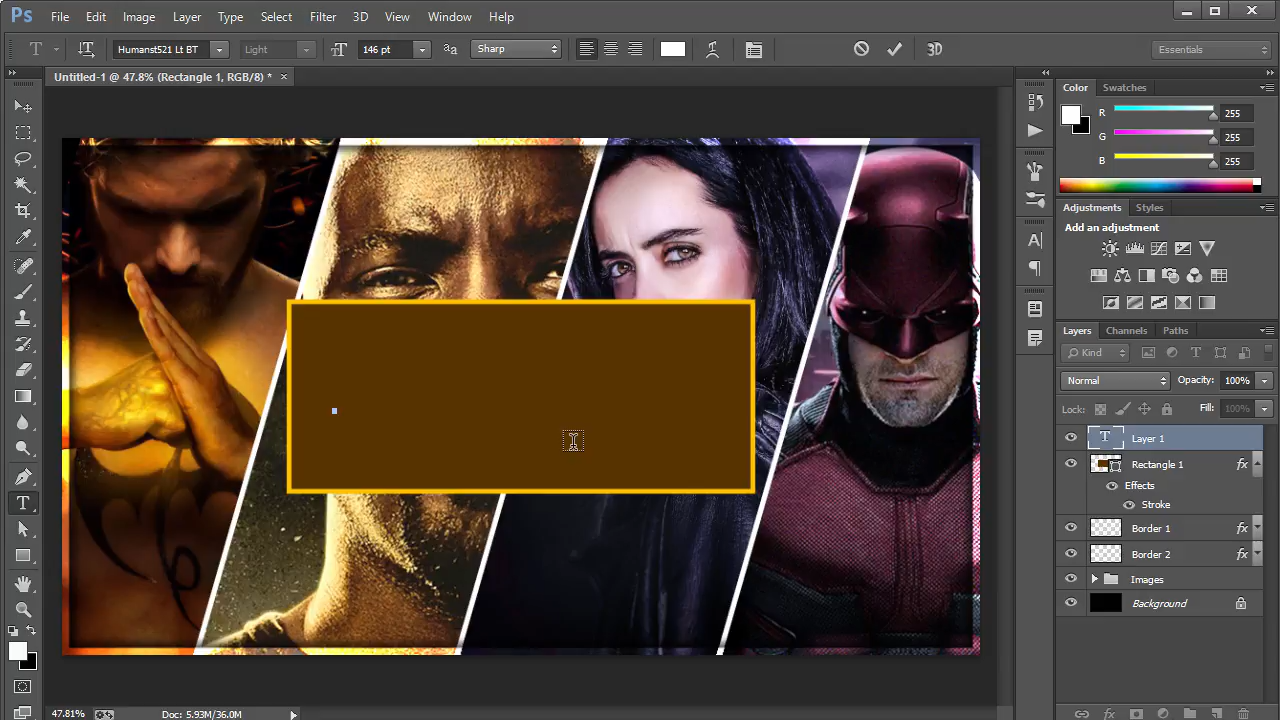 Ps File Edit Image Layer Type Select Filter 3D View Window Help
T Humanst521 Lt BT Light 146 pt Sharp 3D Essentials
Untitled-1 @ 47.8% (Rectangle 1, RGB/8) *
Color Swatches
R 255
G 255
B 255
Adjustments Styles
Add an adjustment
Layers Channels Paths
Kind
Normal Opacity: 100%
Lock: Fill: 100%
T Layer 1
Rectangle 1 fx
Effects
Stroke
Border 1 fx
Border 2 fx
Images
Background
47.81% Doc: 5.93M/36.0M fx